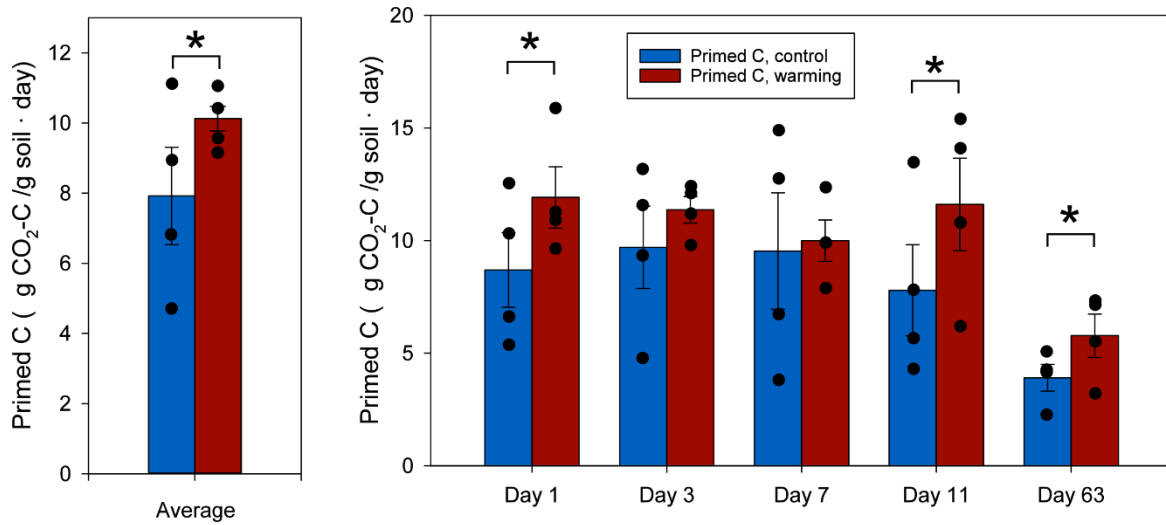 Primed C ( g CO₂-C /g soil · day)
12
10
8
6
4
2
0
*
Average
Primed C ( g CO₂-C /g soil · day)
20
15
10
5
0
Primed C, control
Primed C, warming
*
*
*
Day 1 Day 3 Day 7 Day 11 Day 63